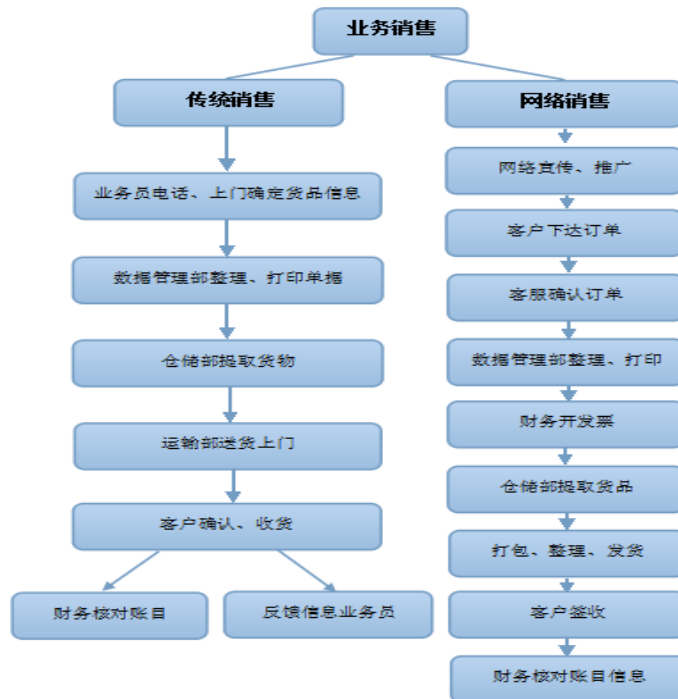 业务销售
传统销售
业务员电话、上门确定货品信息
数据管理部整理、打印单据
仓储部提取货物
运输部送货上门
客户确认、收货
财务核对账目
反馈信息业务员
网络销售
网络宣传、推广
客户下达订单
客服确认订单
数据管理部整理、打印
财务开发票
仓储部提取货品
打包、整理、发货
客户签收
财务核对账目信息